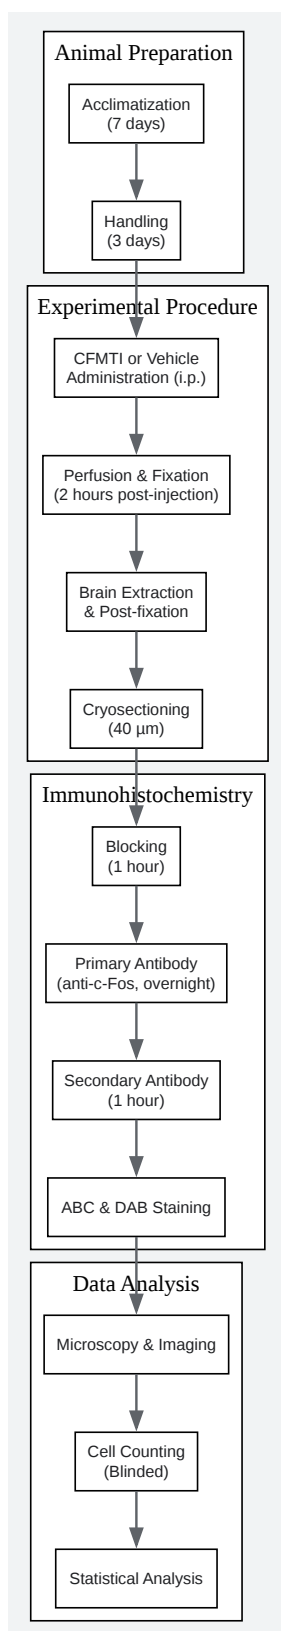 Animal Preparation
Acclimatization
(7 days)
Handling
(3 days)
Experimental Procedure
CFMTI or Vehicle
Administration (i.p.)
Perfusion & Fixation
(2 hours post-injection)
Brain Extraction
& Post-fixation
Cryosectioning
(40 µm)
Immunohistochemistry
Blocking
(1 hour)
Primary Antibody
(anti-c-Fos, overnight)
Secondary Antibody
(1 hour)
ABC & DAB Staining
Data Analysis
Microscopy & Imaging
Cell Counting
(Blinded)
Statistical Analysis